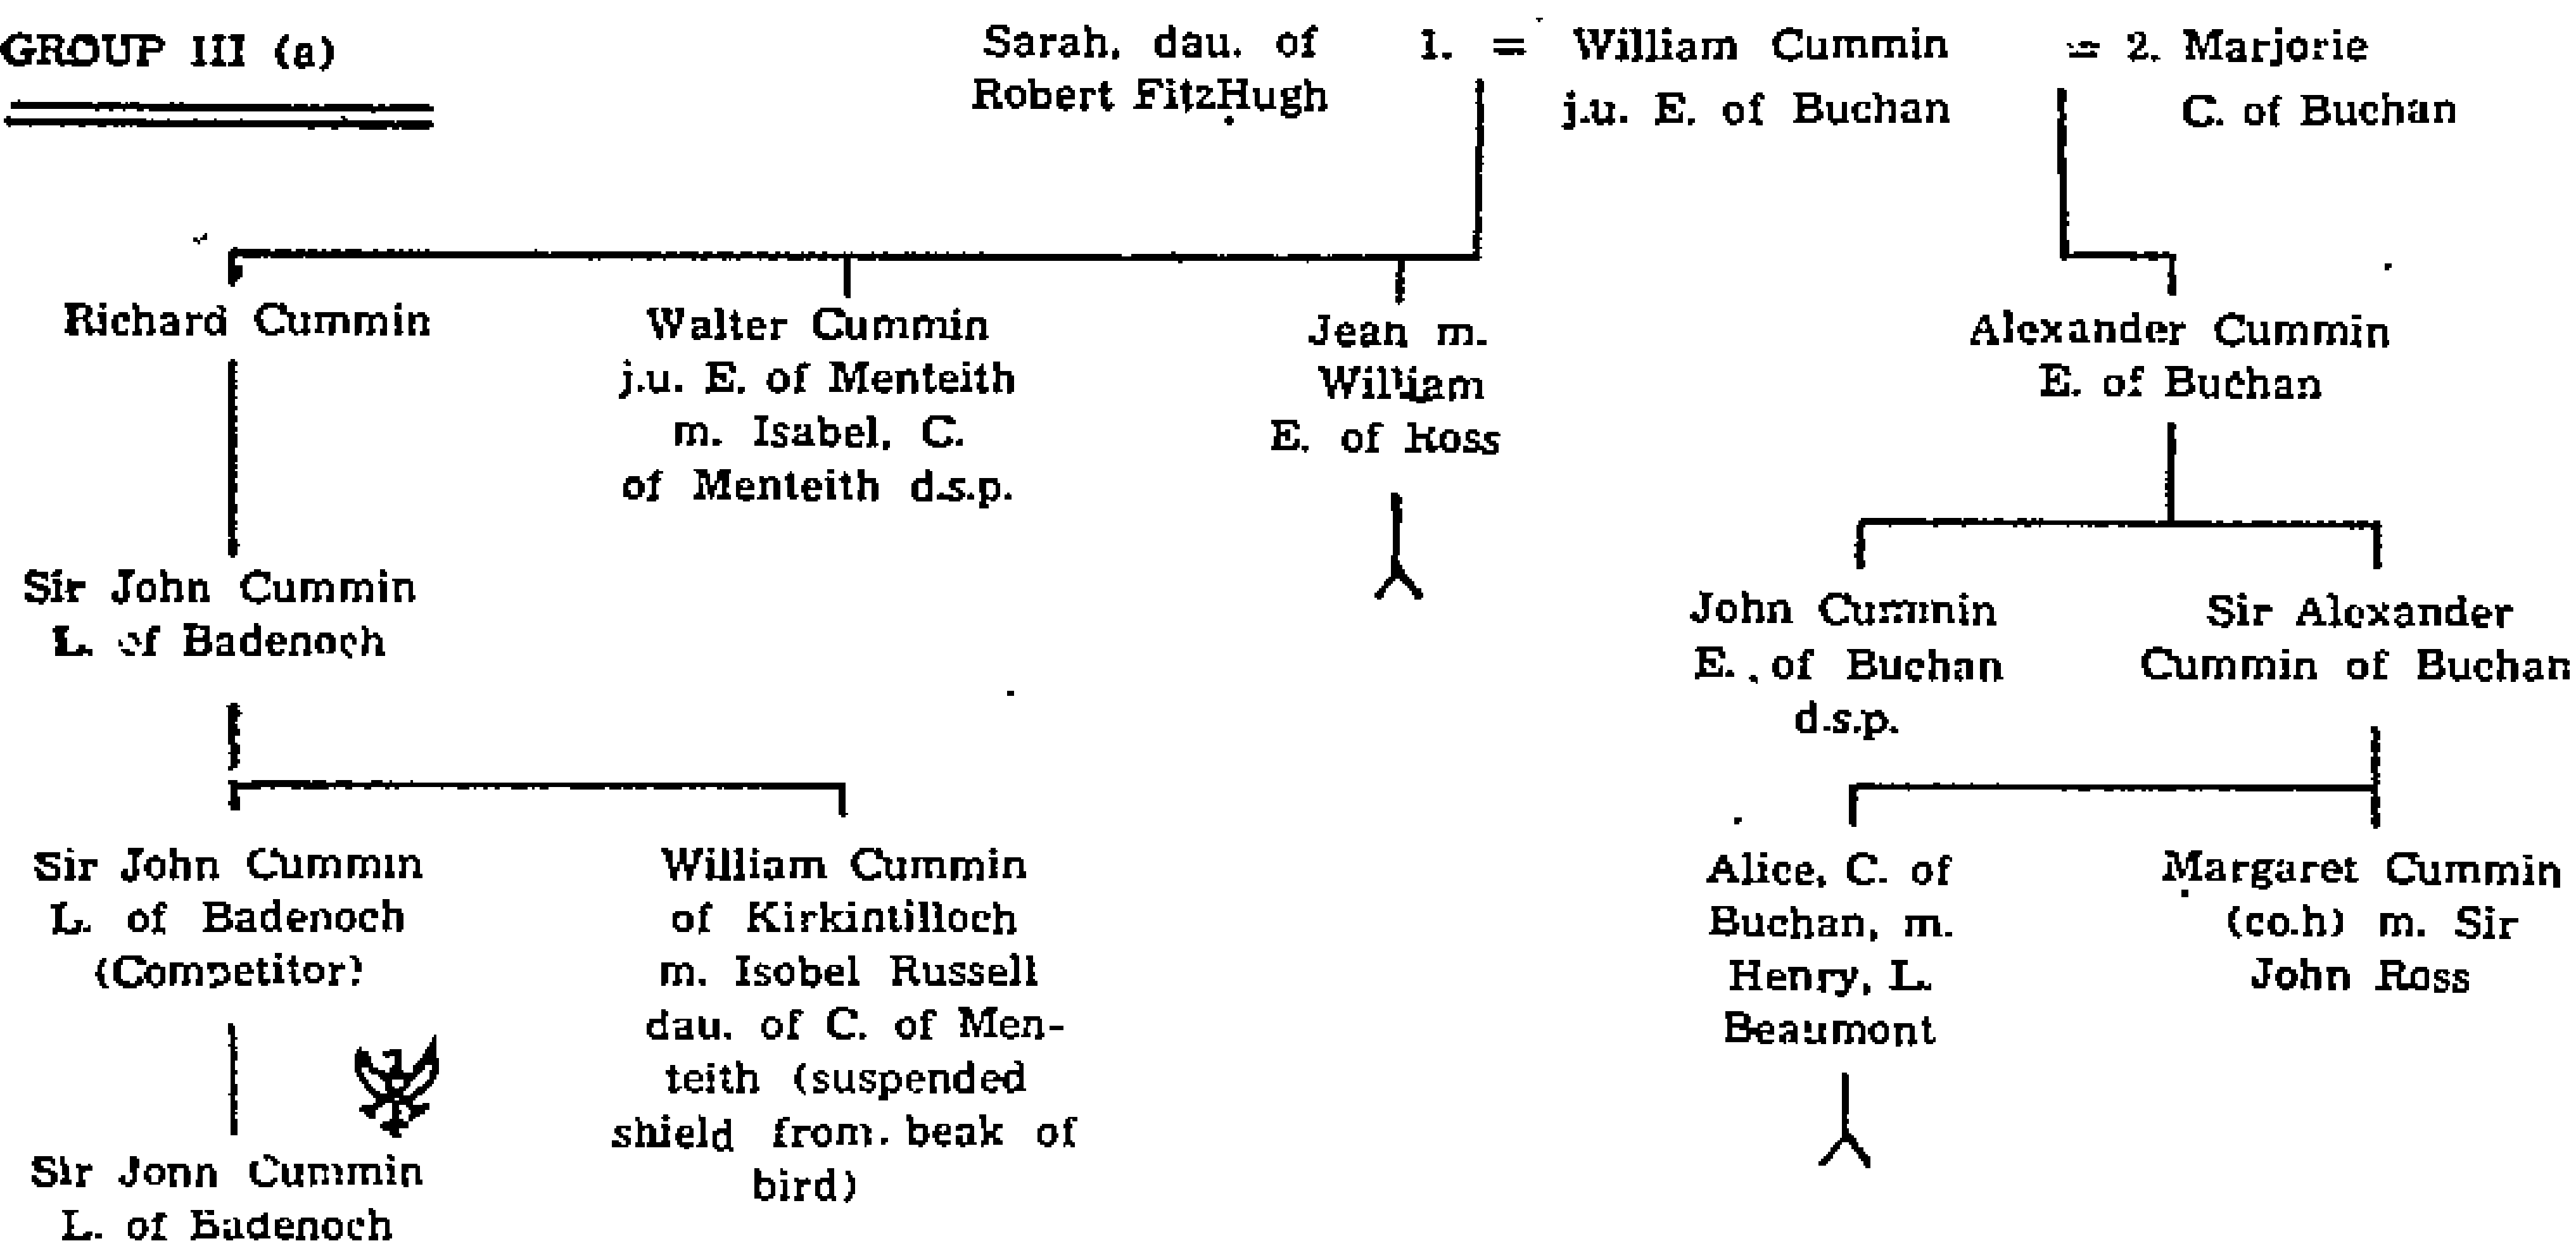 GROUP III (a)
Sarah, dau. of
Robert FitzHugh
1. = William Cummin
j.u. E. of Buchan
= 2. Marjorie
C. of Buchan
Richard Cummin
Walter Cummin
j.u. E. of Menteith
m. Isabel, C.
of Menteith d.s.p.
Jean m.
William
E. of Ross
Alexander Cummin
E. of Buchan
Sir John Cummin
L. of Badenoch
John Cummin
E. of Buchan
d.s.p.
Sir Alexander
Cummin of Buchan
Sir John Cummin
L. of Badenoch
(Competitor)
William Cummin
of Kirkintilloch
m. Isobel Russell
dau. of C. of Men-
teith (suspended
shield from beak of
bird)
Alice, C. of
Buchan, m.
Henry, L.
Beaumont
Margaret Cummin
(co.h) m. Sir
John Ross
Sir John Cummin
L. of Badenoch